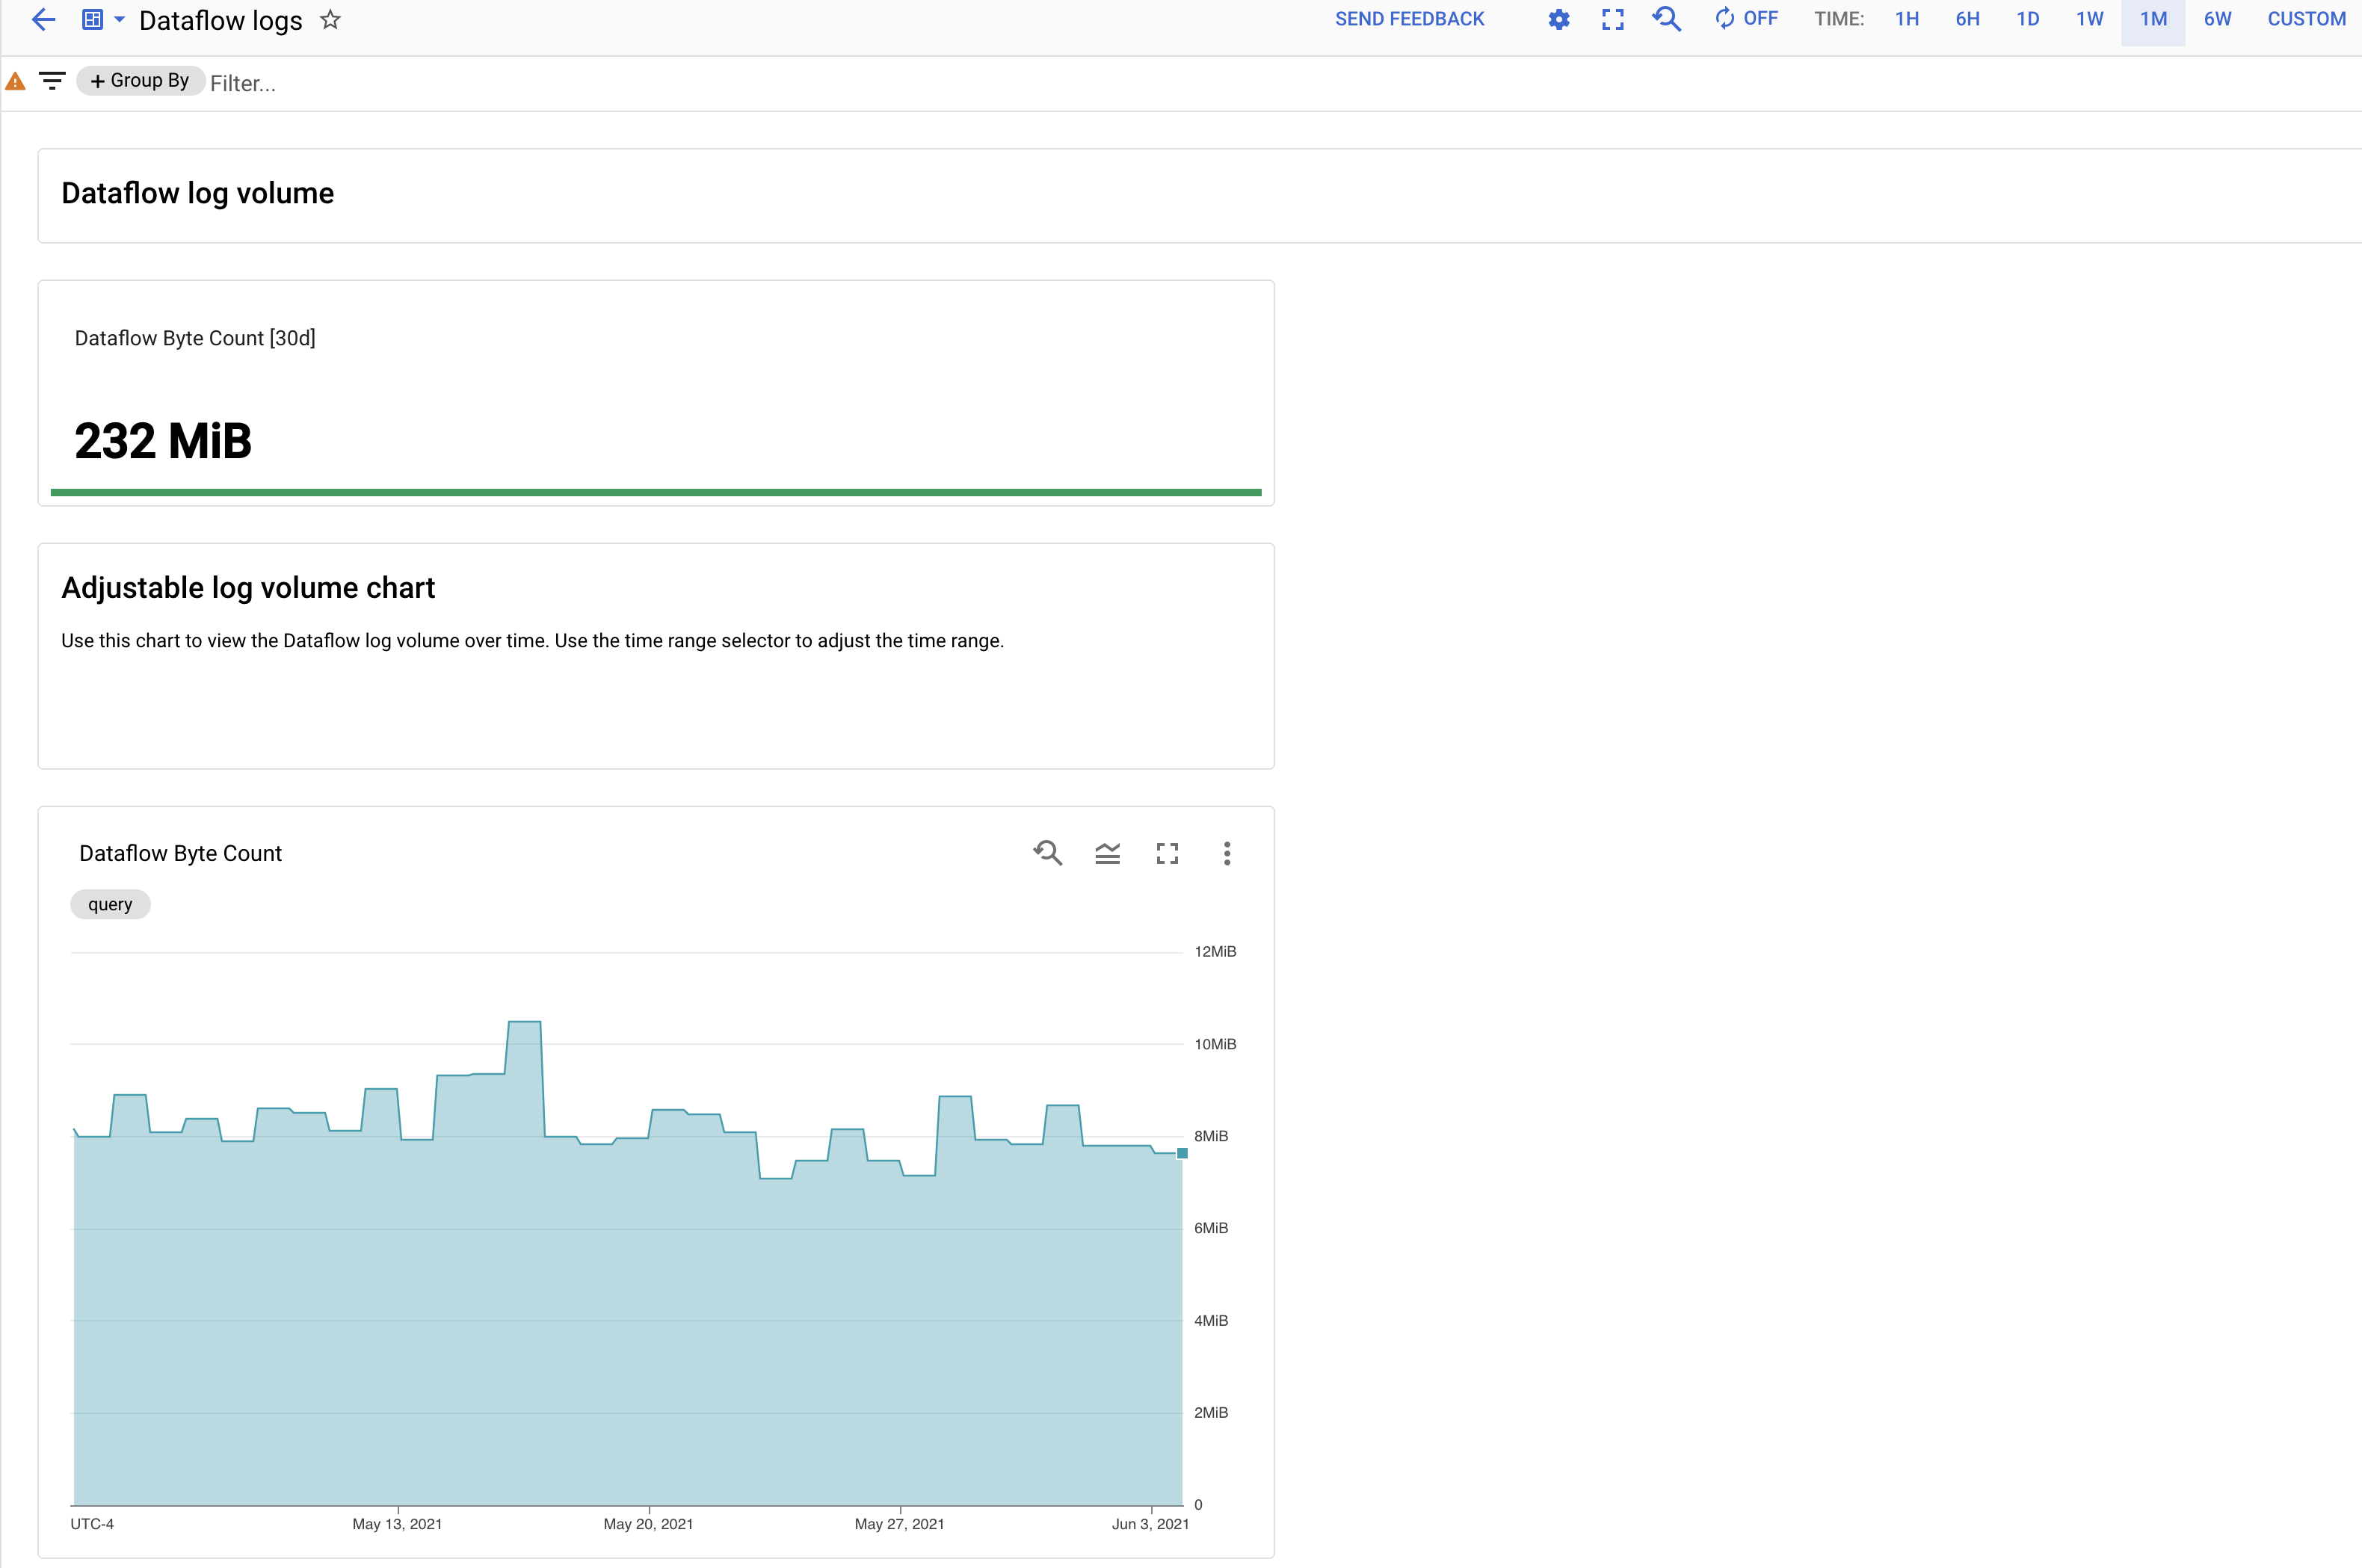 Dataflow logs
SEND FEEDBACK OFF TIME: 1H 6H 1D 1W 1M 6W CUSTOM
+ Group By Filter...
Dataflow log volume
Dataflow Byte Count [30d]
232 MiB
Adjustable log volume chart
Use this chart to view the Dataflow log volume over time. Use the time range selector to adjust the time range.
Dataflow Byte Count
query
12MiB
10MiB
8MiB
6MiB
4MiB
2MiB
0
UTC-4 May 13, 2021 May 20, 2021 May 27, 2021 Jun 3, 2021